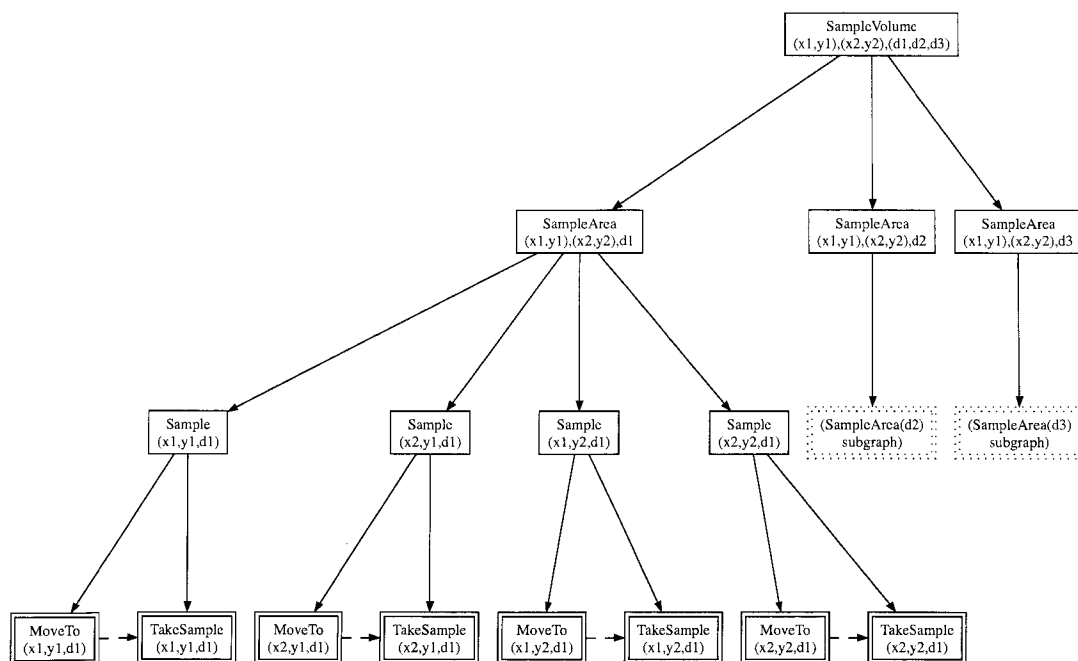 SampleVolume
(x1,y1),(x2,y2),(d1,d2,d3)
SampleArea
(x1,y1),(x2,y2),d1
SampleArea
(x1,y1),(x2,y2),d2
SampleArea
(x1,y1),(x2,y2),d3
Sample
(x1,y1,d1)
Sample
(x2,y1,d1)
Sample
(x1,y2,d1)
Sample
(x2,y2,d1)
(SampleArea(d2)
subgraph)
(SampleArea(d3)
subgraph)
MoveTo
(x1,y1,d1)
TakeSample
(x1,y1,d1)
MoveTo
(x2,y1,d1)
TakeSample
(x2,y1,d1)
MoveTo
(x1,y2,d1)
TakeSample
(x1,y2,d1)
MoveTo
(x2,y2,d1)
TakeSample
(x2,y2,d1)